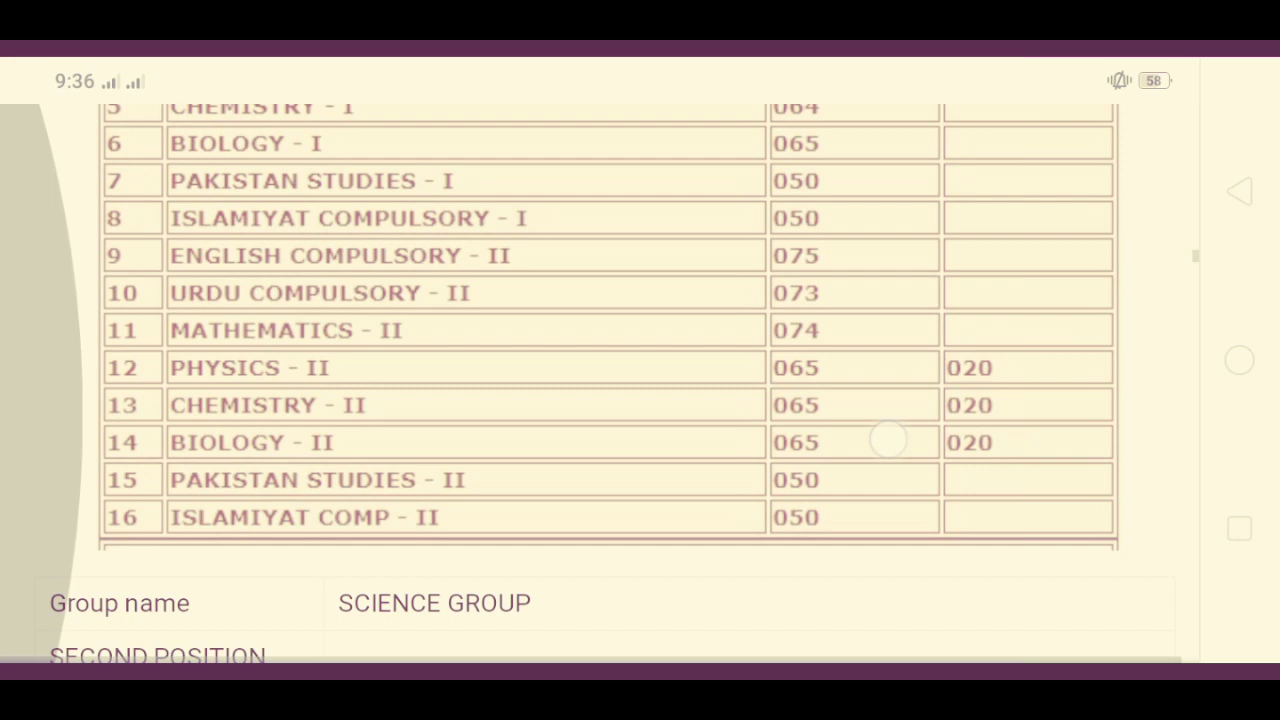 9:36 58
5 CHEMISTRY - I 064
6 BIOLOGY - I 065
7 PAKISTAN STUDIES - I 050
8 ISLAMIYAT COMPULSORY - I 050
9 ENGLISH COMPULSORY - II 075
10 URDU COMPULSORY - II 073
11 MATHEMATICS - II 074
12 PHYSICS - II 065 020
13 CHEMISTRY - II 065 020
14 BIOLOGY - II 065 020
15 PAKISTAN STUDIES - II 050
16 ISLAMIYAT COMP - II 050
Group name SCIENCE GROUP
SECOND POSITION